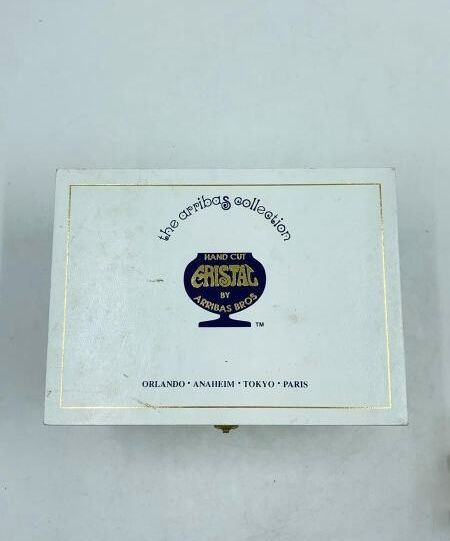 the arribas collection
HAND CUT
CRISTAL
BY
ARRIBAS BROS
TM
ORLANDO • ANAHEIM • TOKYO • PARIS